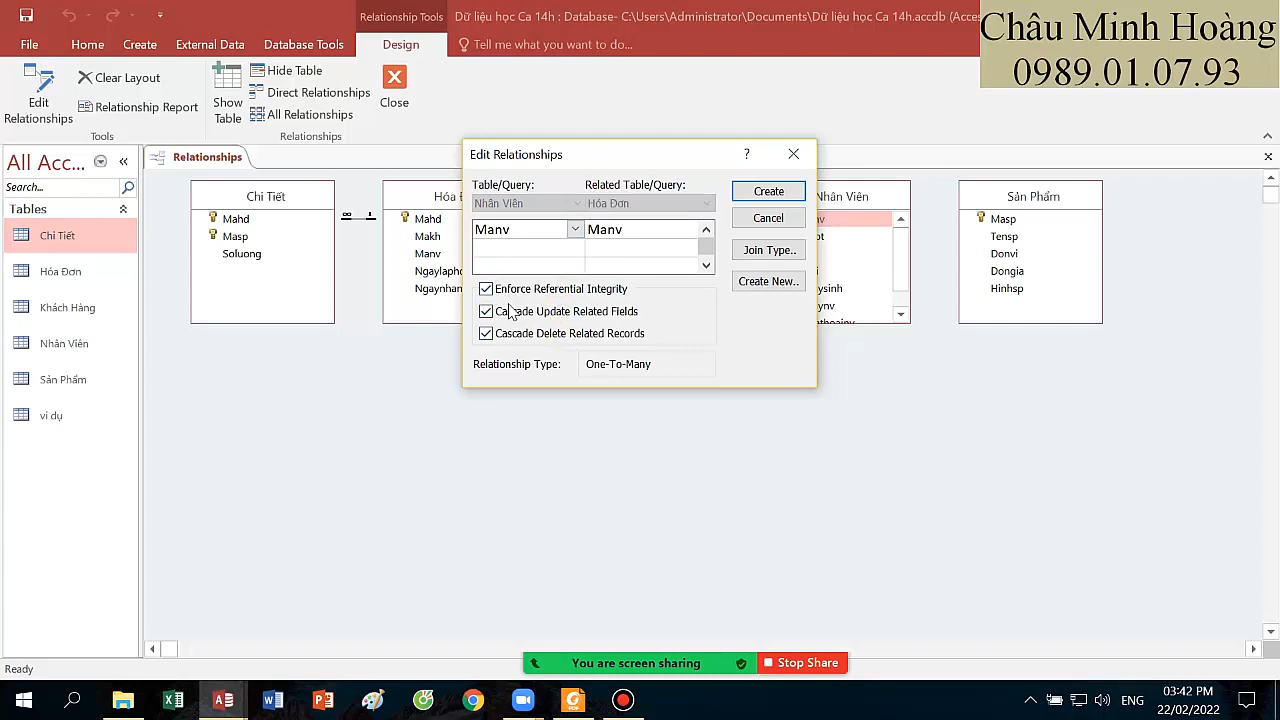 Relationship Tools
Dữ liệu học Ca 14h : Database- C:\Users\Administrator\Documents\Dữ liệu học Ca 14h.accdb (Acces
Châu Minh Hoàng
0989.01.07.93
File
Home
Create
External Data
Database Tools
Design
Tell me what you want to do...
Edit Relationships
Clear Layout
Relationship Report
Tools
Show Table
Hide Table
Direct Relationships
All Relationships
Relationships
Close
All Acc...
Search...
Tables
Chi Tiết
Hóa Đơn
Khách Hàng
Nhân Viên
Sản Phẩm
ví dụ
Relationships
Chi Tiết
Mahd
Masp
Soluong
Mahd
Makh
Manv
Ngaylaph
Ngaynhan
Edit Relationships
?
Table/Query:
Related Table/Query:
Nhân Viên
Hóa Đơn
Manv
Manv
Enforce Referential Integrity
Cascade Update Related Fields
Cascade Delete Related Records
Relationship Type:
One-To-Many
Create
Cancel
Join Type..
Create New..
Nhân Viên
Sản Phẩm
Masp
Tensp
Donvi
Dongia
Hinhsp
Ready
You are screen sharing
Stop Share
ENG
03:42 PM
22/02/2022